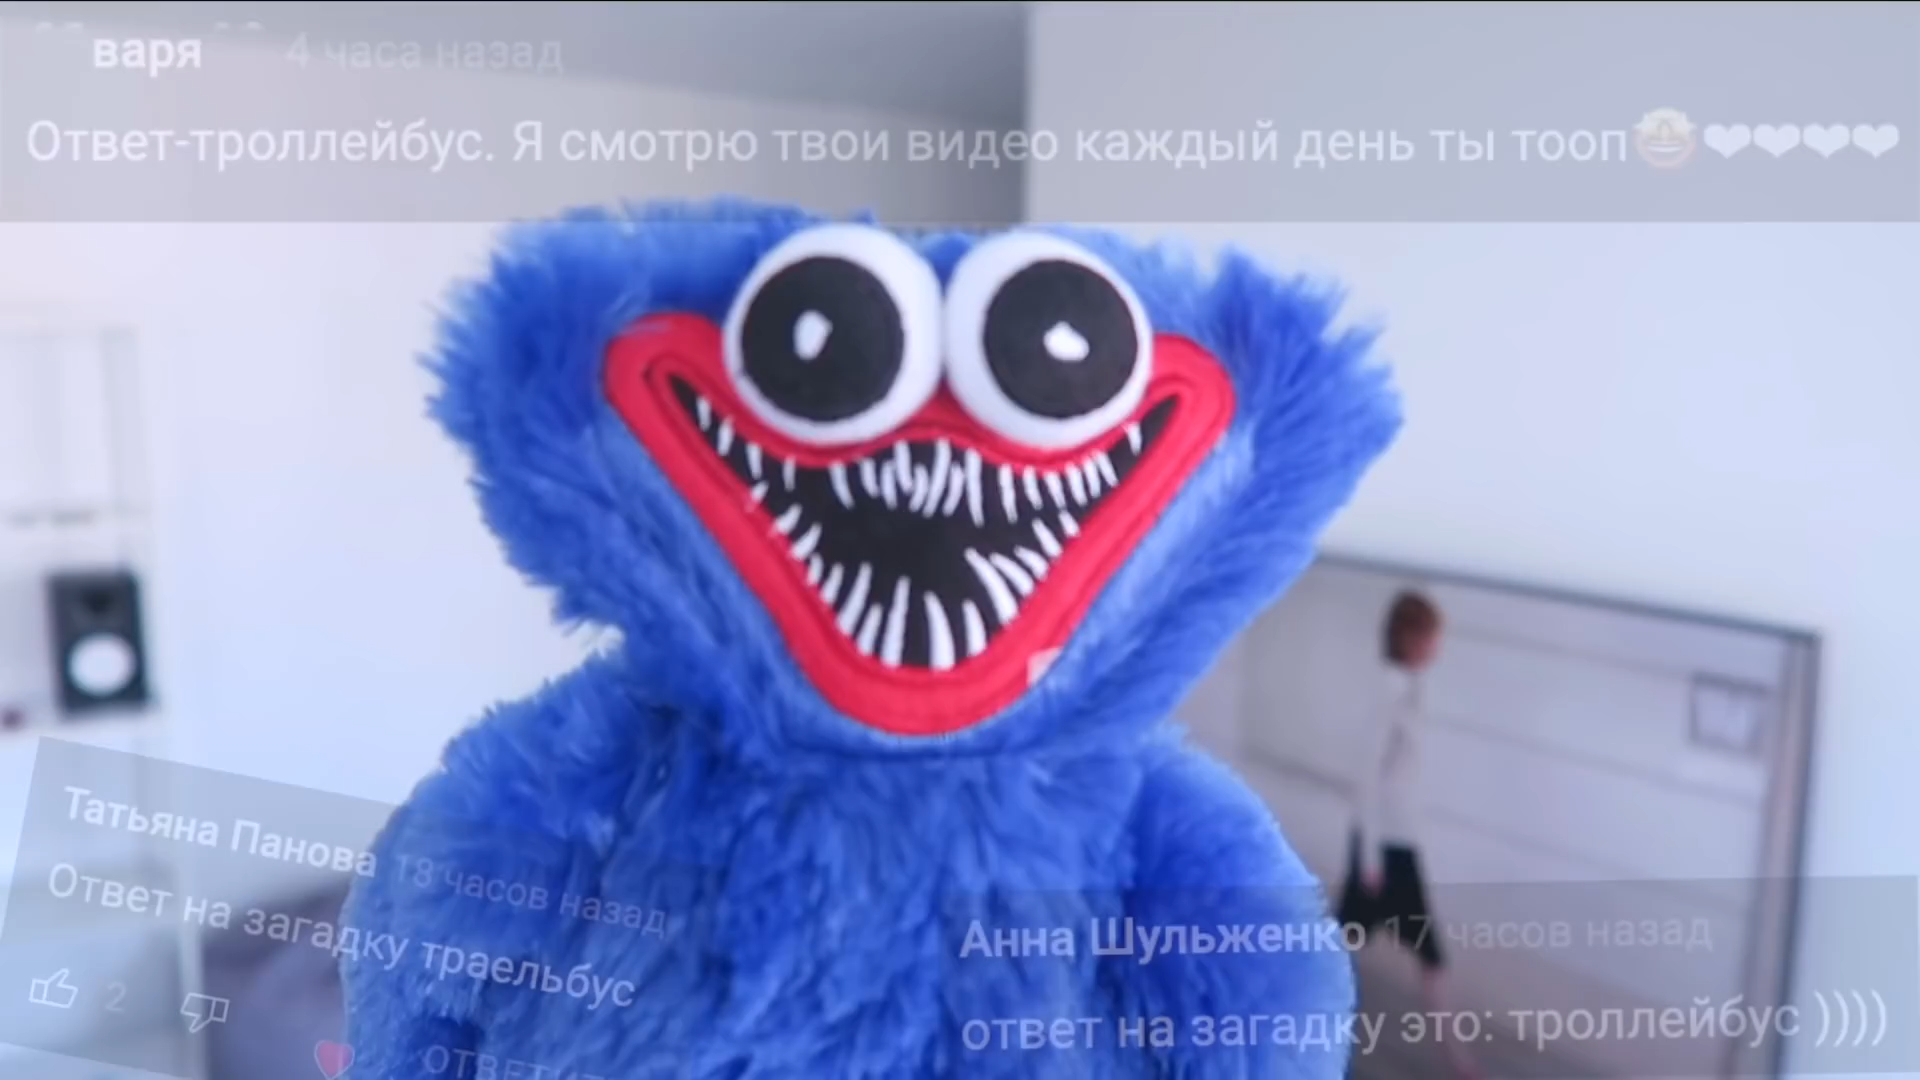 варя 4 часа назад
Ответ-троллейбус. Я смотрю твои видео каждый день ты тооп🤩❤❤❤❤
Татьяна Панова 18 часов назад
Ответ на загадку траельбус
2
ОТВЕТИТЬ
Анна Шульженко 17 часов назад
ответ на загадку это: троллейбус ))))